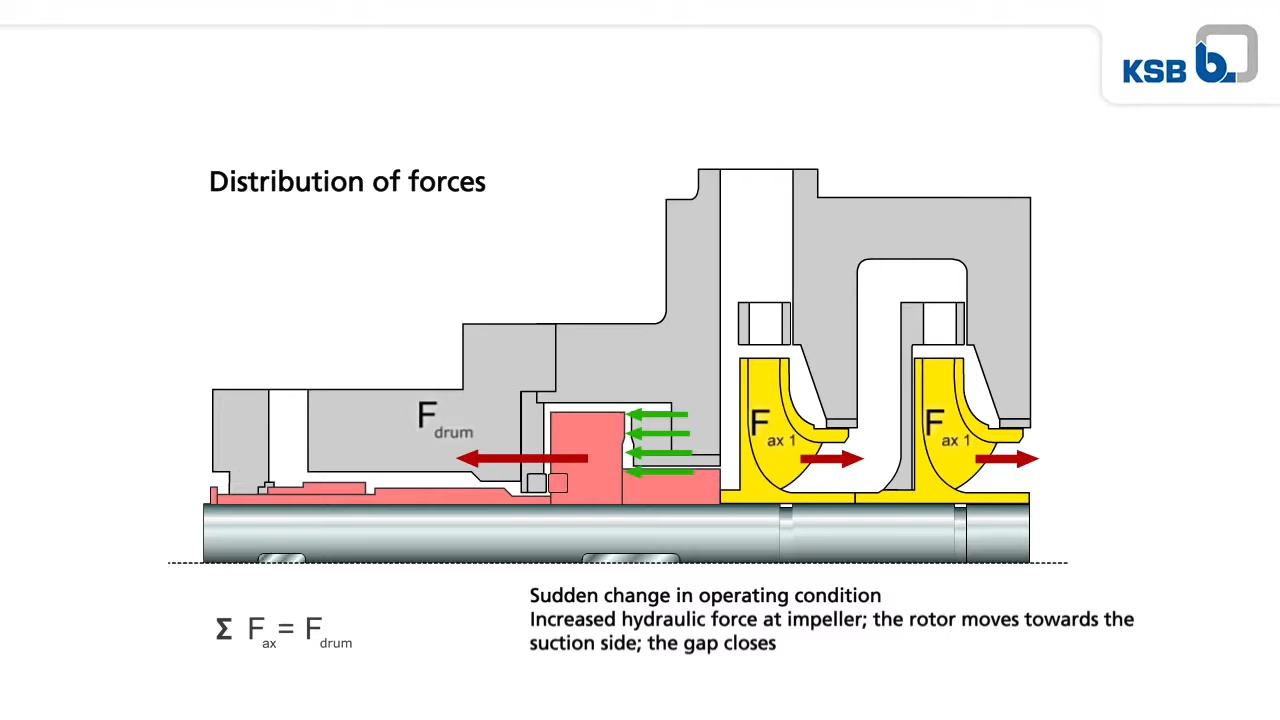 KSB b
Distribution of forces
F drum
F ax 1
F ax 1
Σ F ax = F drum
Sudden change in operating condition
Increased hydraulic force at impeller; the rotor moves towards the
suction side; the gap closes